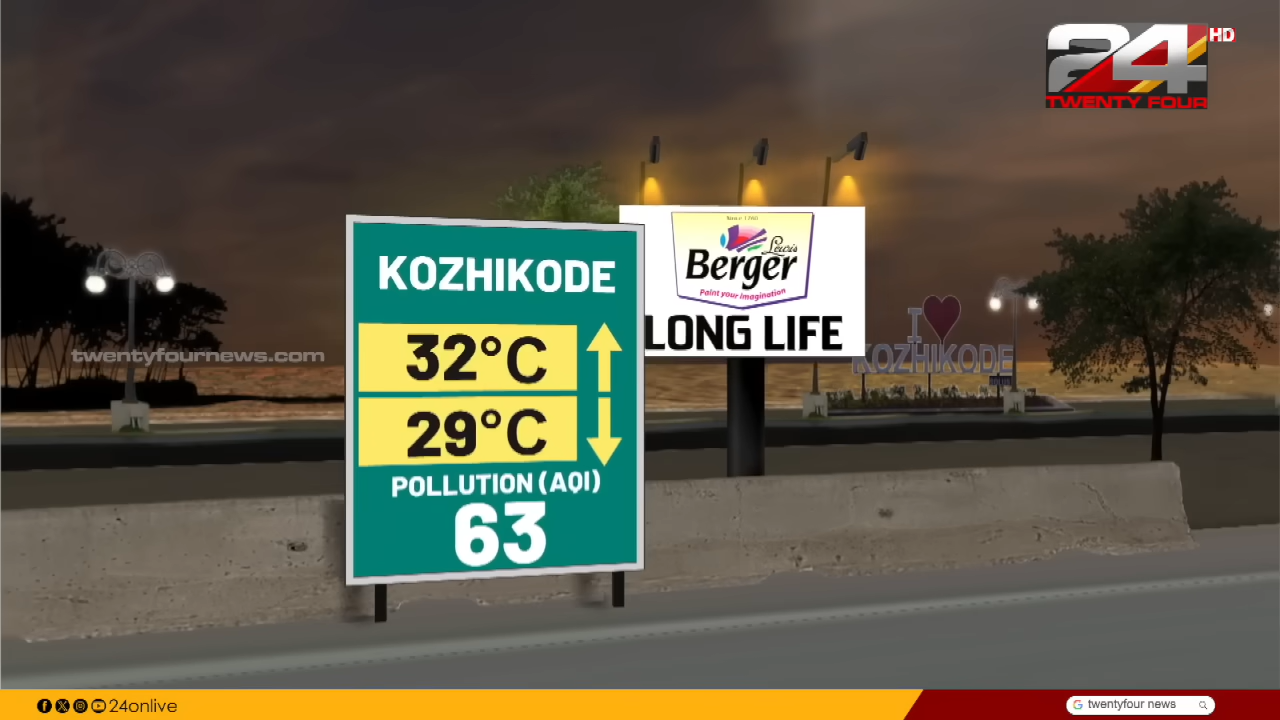 24 HD
TWENTY FOUR
Since 1760
Lewis
Berger
Paint your imagination
LONG LIFE
KOZHIKODE
32°C
29°C
POLLUTION (AQI)
63
I
KOZHIKODE
twentyfournews.com
24onlive
twentyfour news